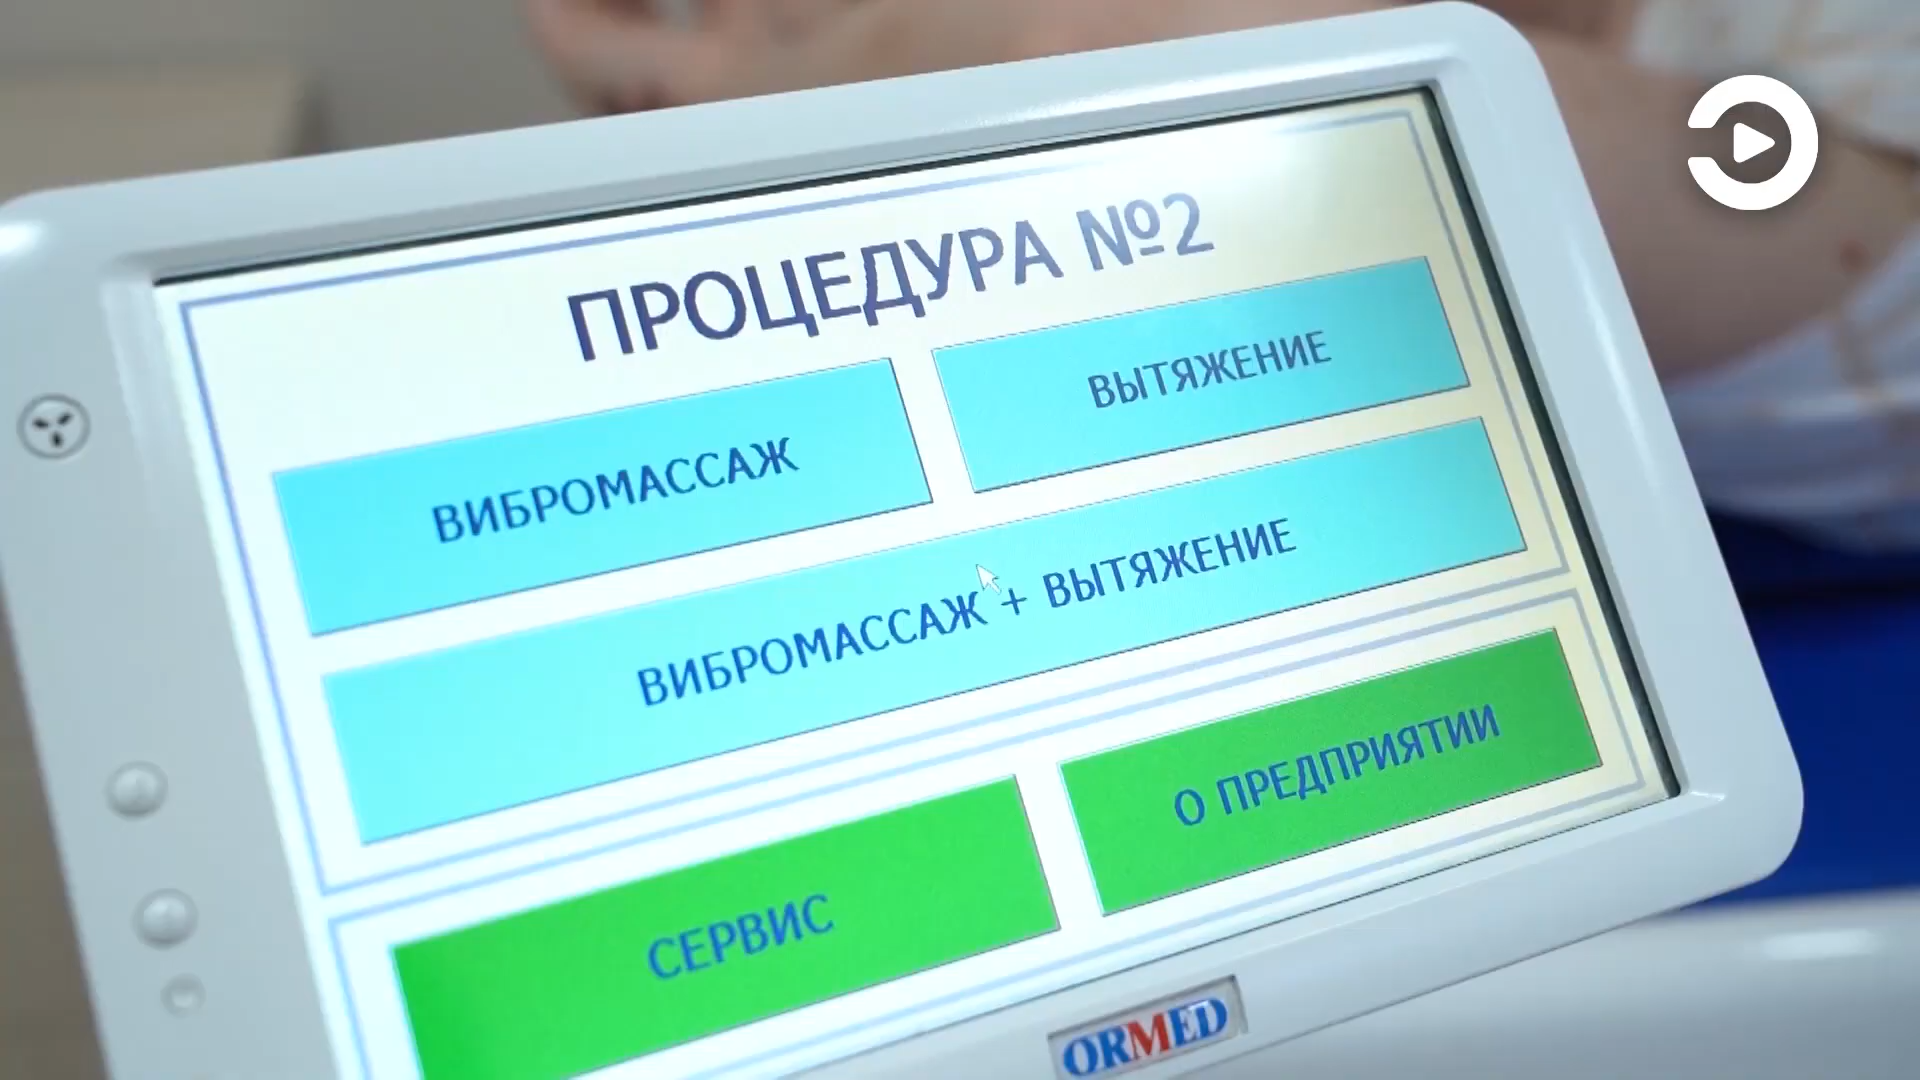 ПРОЦЕДУРА №2
ВИБРОМАССАЖ
ВЫТЯЖЕНИЕ
ВИБРОМАССАЖ + ВЫТЯЖЕНИЕ
СЕРВИС
О ПРЕДПРИЯТИИ
ORMED